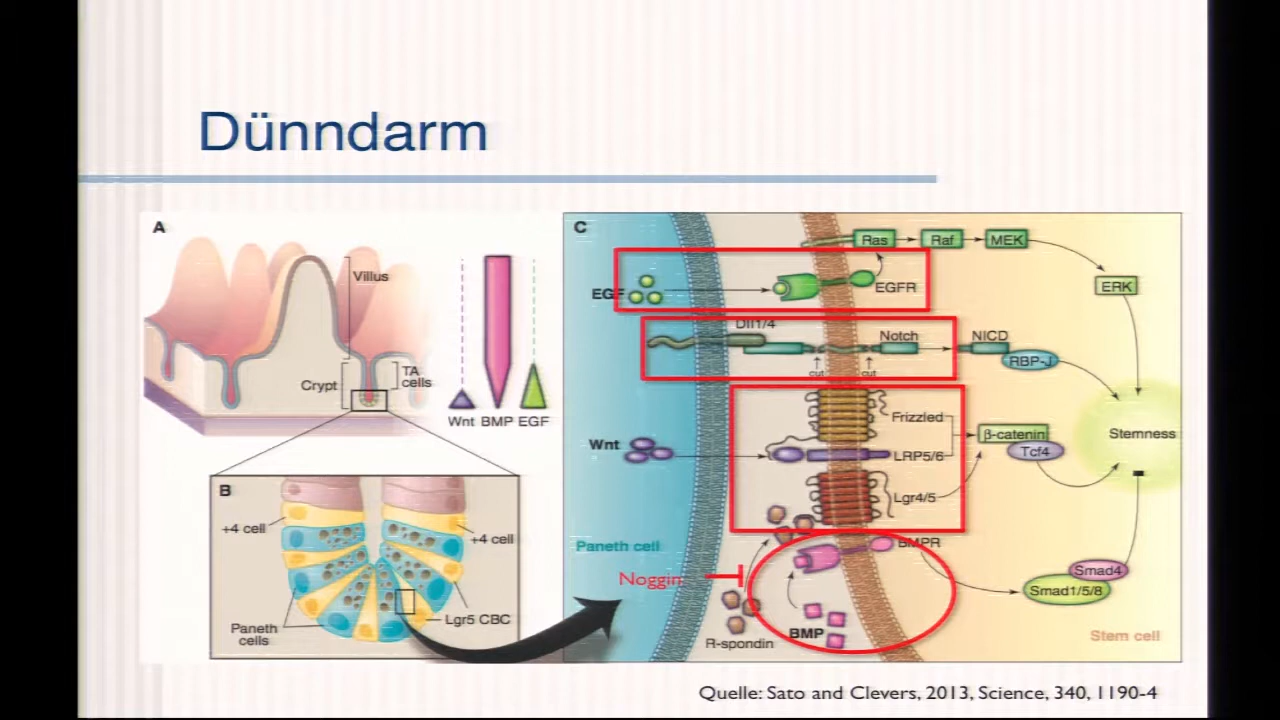 Dünndarm
A
Villus
Crypt
TA
cells
Wnt BMP EGF
B
+4 cell
+4 cell
Paneth
cells
Lgr5 CBC
C
Ras
Raf
MEK
ERK
EGF
EGFR
Dll1/4
Notch
NICD
RBP-J
cut
cut
Wnt
Frizzled
LRP5/6
Lgr4/5
β-catenin
Tcf4
Stemness
Paneth cell
Noggin
BMPR
Smad4
Smad1/5/8
BMP
R-spondin
Stem cell
Quelle: Sato and Clevers, 2013, Science, 340, 1190-4